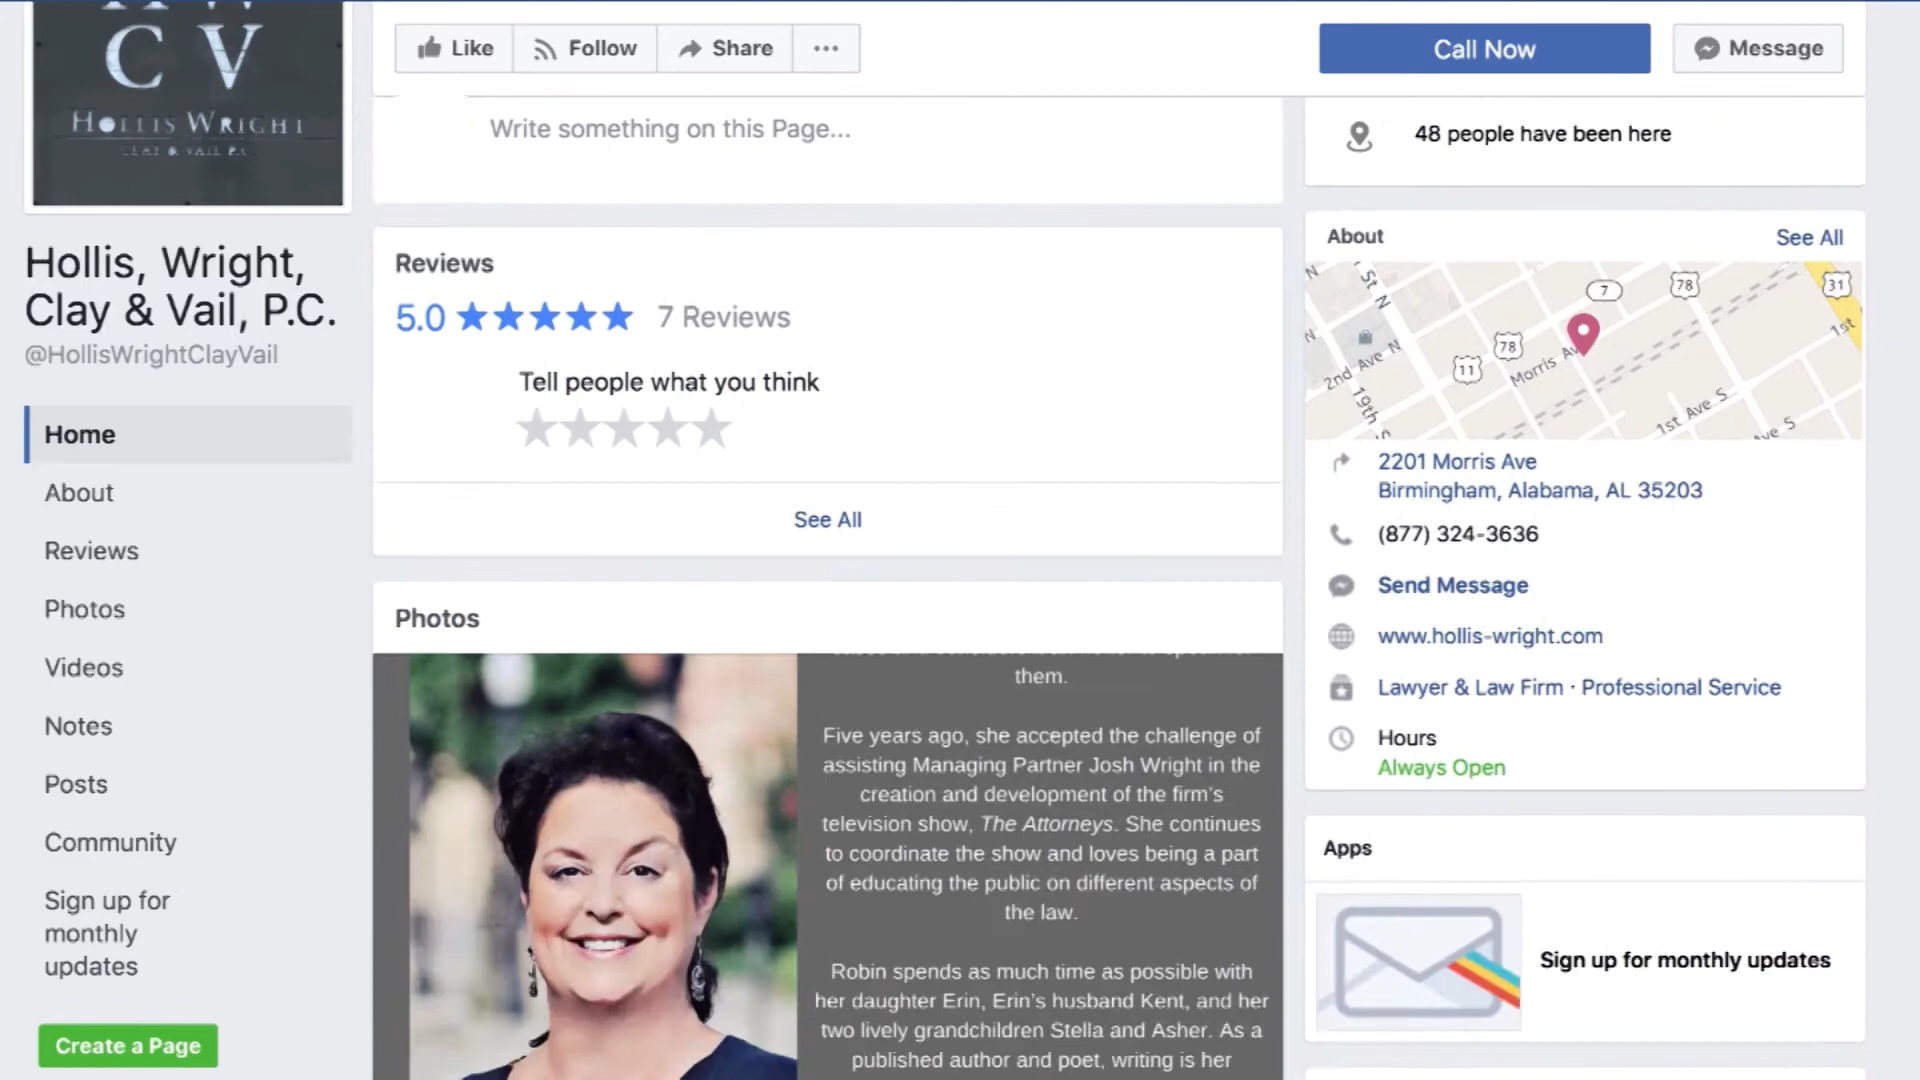 C V
HOLLIS WRIGHT
CLAY & VAIL P.C.
Hollis, Wright,
Clay & Vail, P.C.
@HollisWrightClayVail
Home
About
Reviews
Photos
Videos
Notes
Posts
Community
Sign up for
monthly
updates
Create a Page
Like
Follow
Share
Write something on this Page...
Reviews
5.0
7 Reviews
Tell people what you think
See All
Photos
them.
Five years ago, she accepted the challenge of
assisting Managing Partner Josh Wright in the
creation and development of the firm's
television show, The Attorneys. She continues
to coordinate the show and loves being a part
of educating the public on different aspects of
the law.
Robin spends as much time as possible with
her daughter Erin, Erin's husband Kent, and her
two lively grandchildren Stella and Asher. As a
published author and poet, writing is her
Call Now
Message
48 people have been here
About
See All
N
St N
7
78
31
1st
N
2nd Ave N
78
11
Morris Av
19th S
1st Ave S
Ave S
2201 Morris Ave
Birmingham, Alabama, AL 35203
(877) 324-3636
Send Message
www.hollis-wright.com
Lawyer & Law Firm · Professional Service
Hours
Always Open
Apps
Sign up for monthly updates